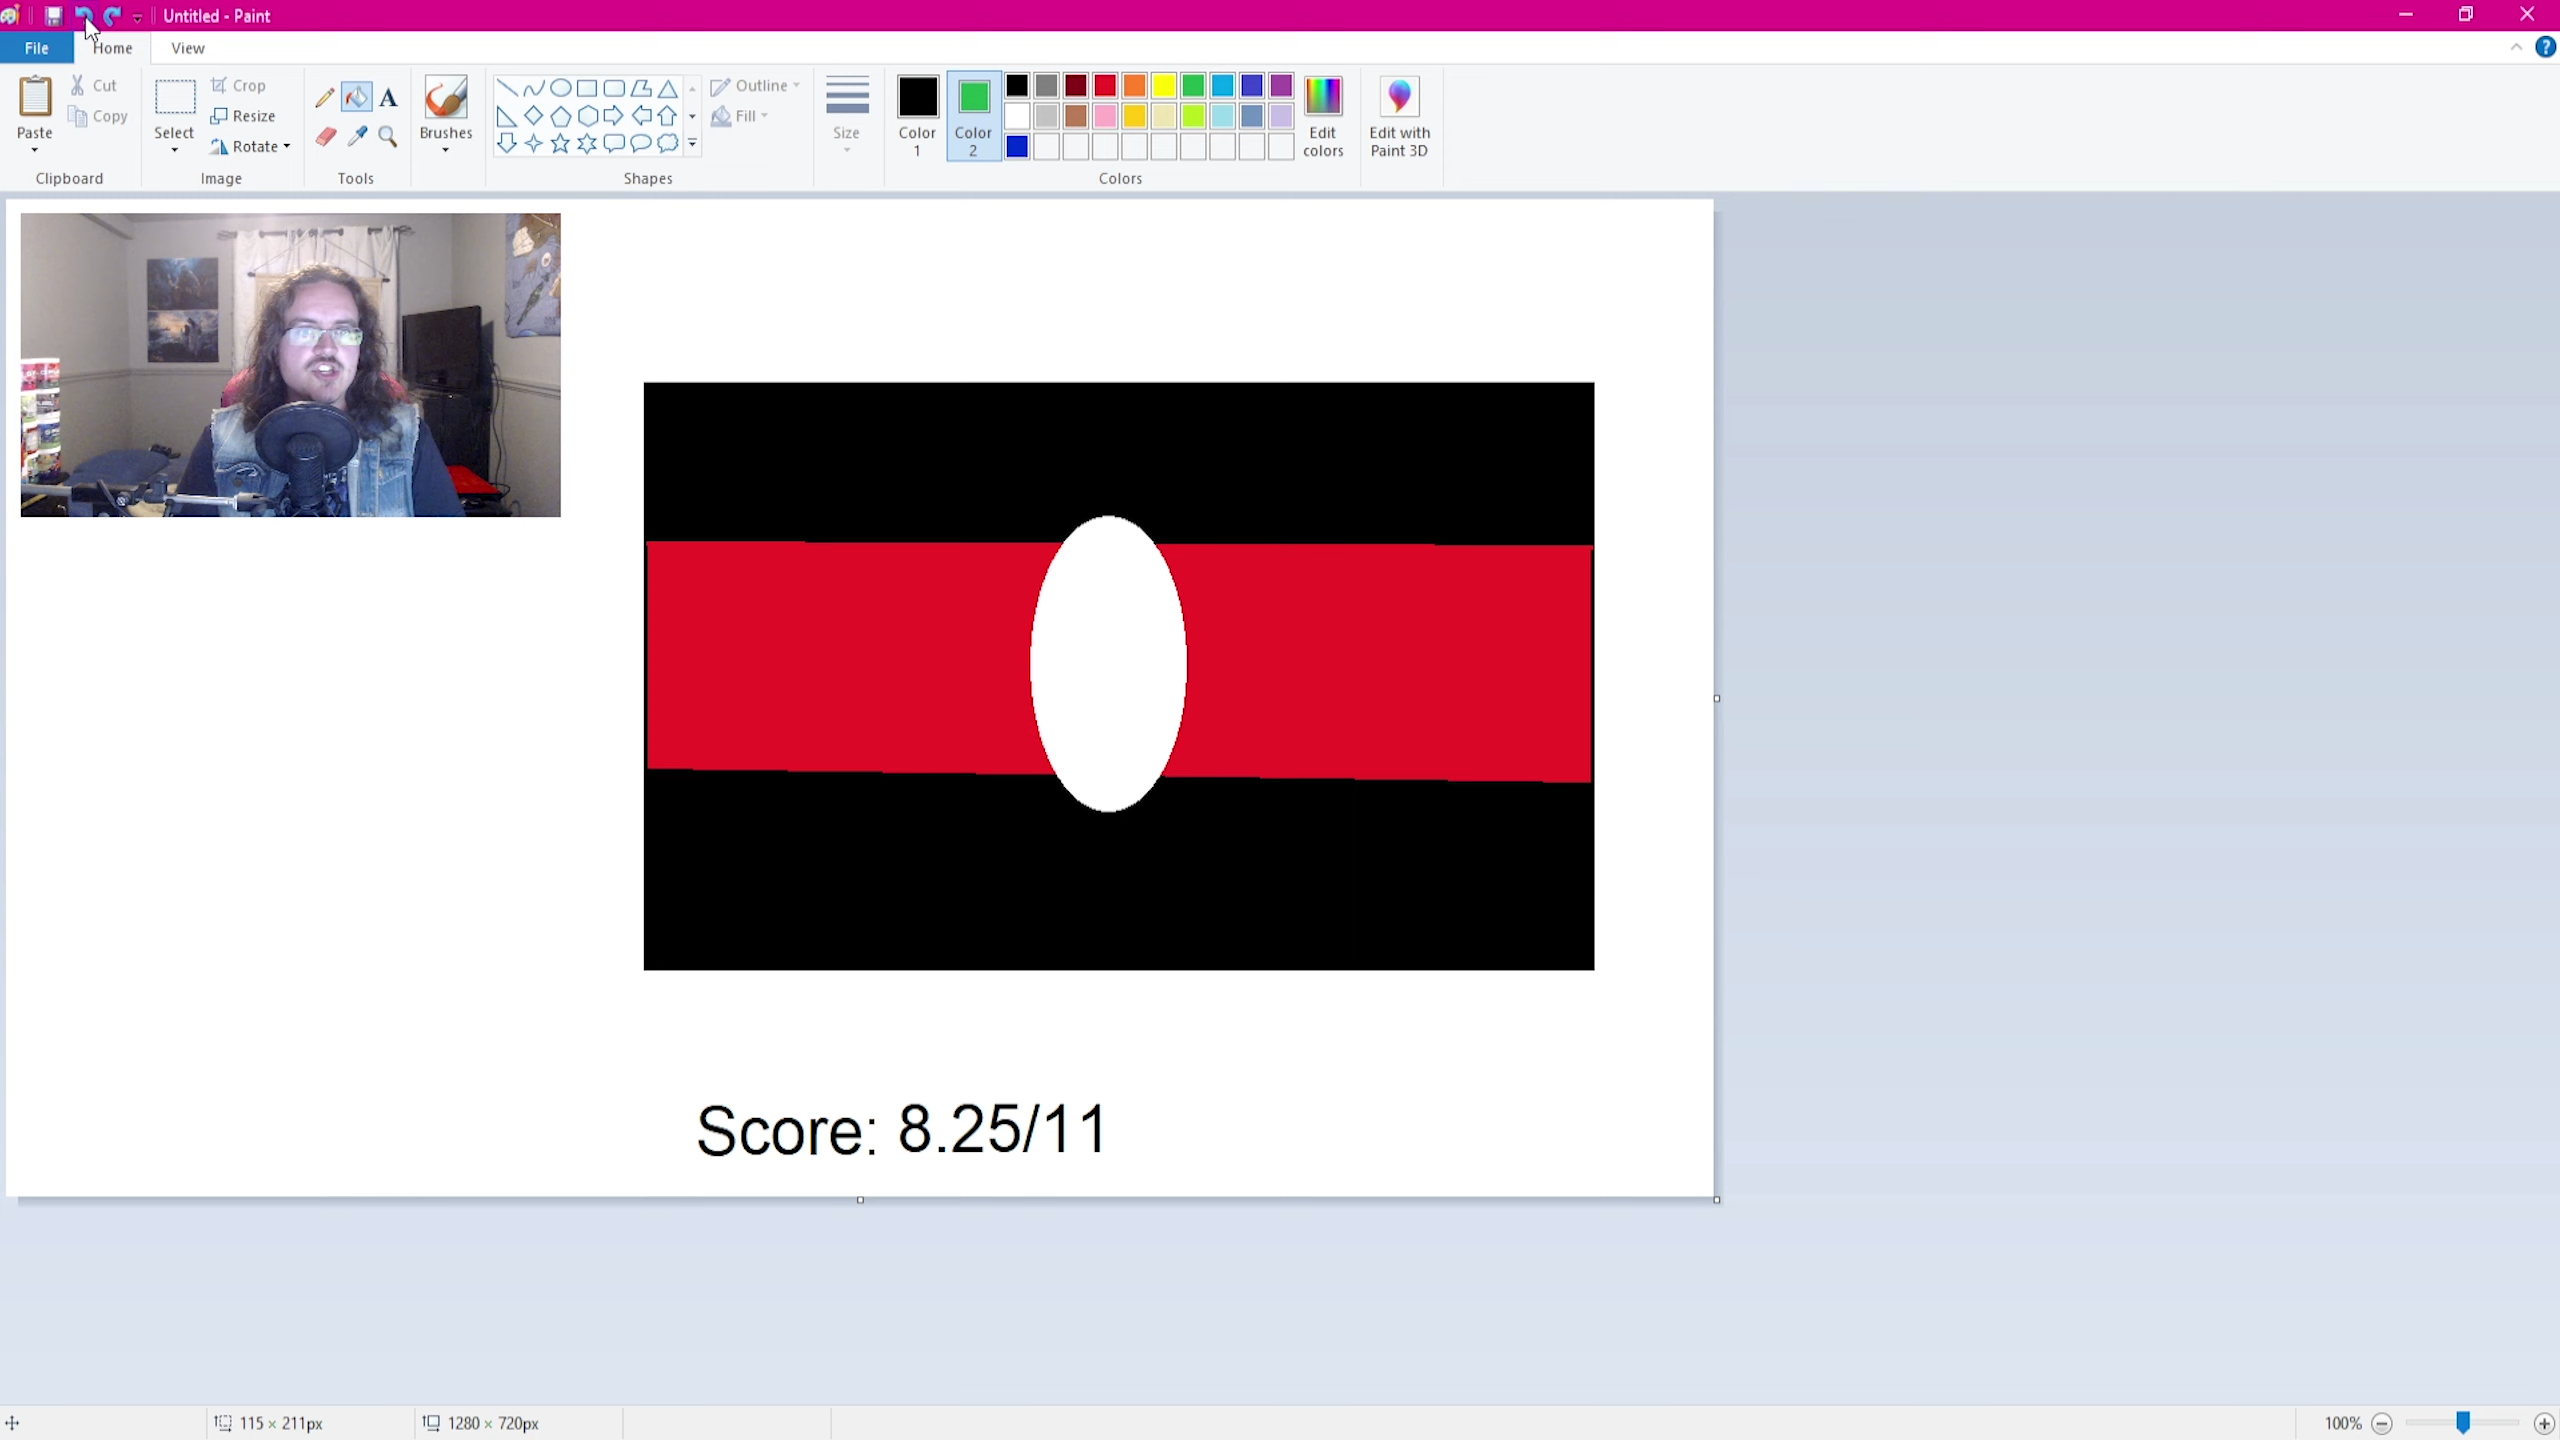 Untitled - Paint
File
Home
View
?
Paste
Cut
Copy
Clipboard
Select
Crop
Resize
Rotate
Image
A
Tools
Brushes
Outline
Fill
Shapes
Size
Color 1
Color 2
Edit colors
Colors
Edit with Paint 3D
Score: 8.25/11
115 × 211px
1280 × 720px
100%